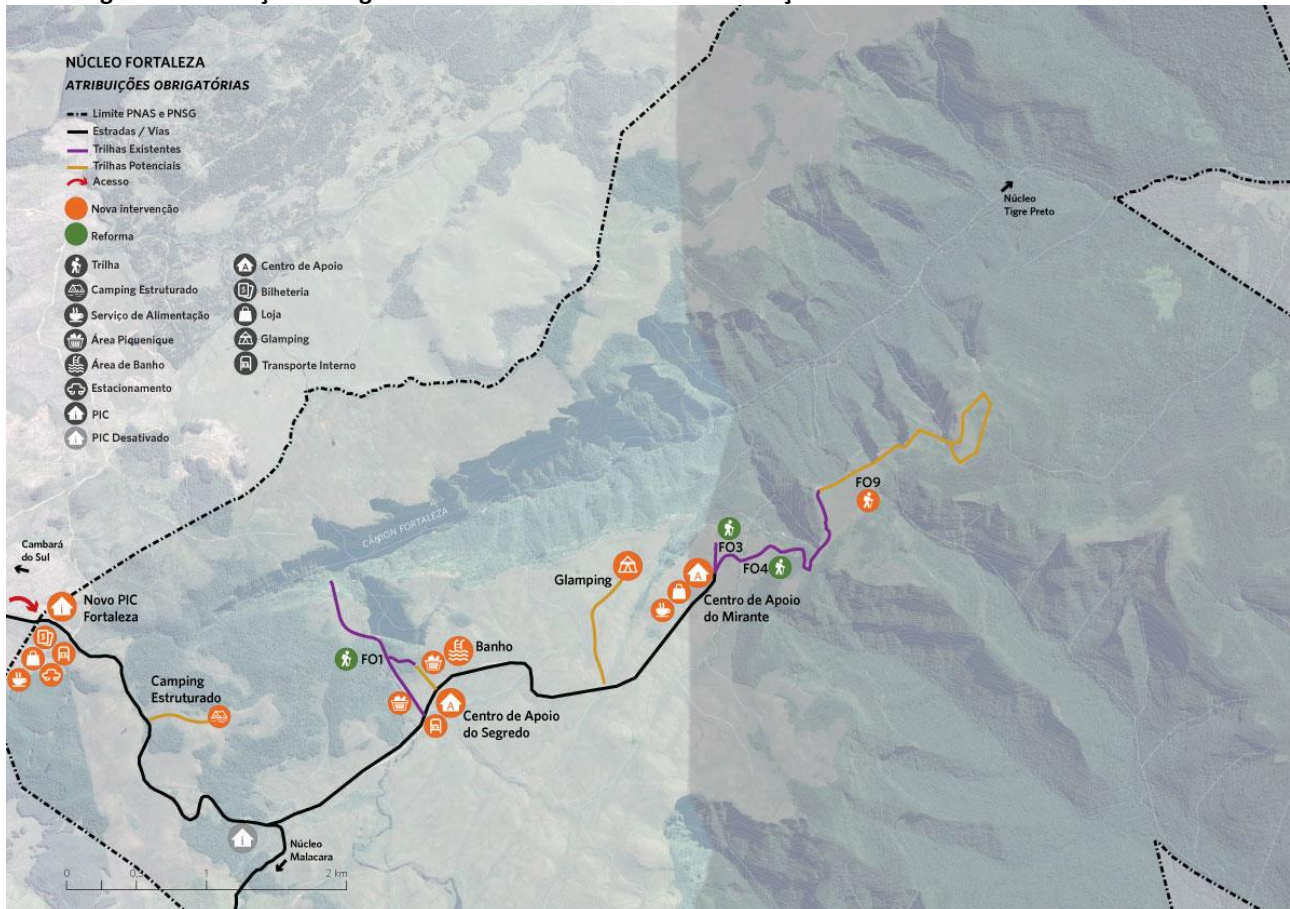 NÚCLEO FORTALEZA
ATRIBUIÇÕES OBRIGATÓRIAS
Limite PNAS e PNSG
Estradas / Vias
Trilhas Existentes
Trilhas Potenciais
Acesso
Nova intervenção
Reforma
Trilha
Camping Estruturado
Serviço de Alimentação
Área Piquenique
Área de Banho
Estacionamento
PIC
PIC Desativado
Centro de Apoio
Bilheteria
Loja
Glamping
Transporte Interno
Núcleo
Tigre Preto
CÂNION FORTALEZA
Cambará
do Sul
Novo PIC
Fortaleza
Camping
Estruturado
FO1
Banho
Centro de Apoio
do Segredo
Glamping
FO3
FO4
Centro de Apoio
do Mirante
FO9
Núcleo
Malacara
0 0,5 1 2 km